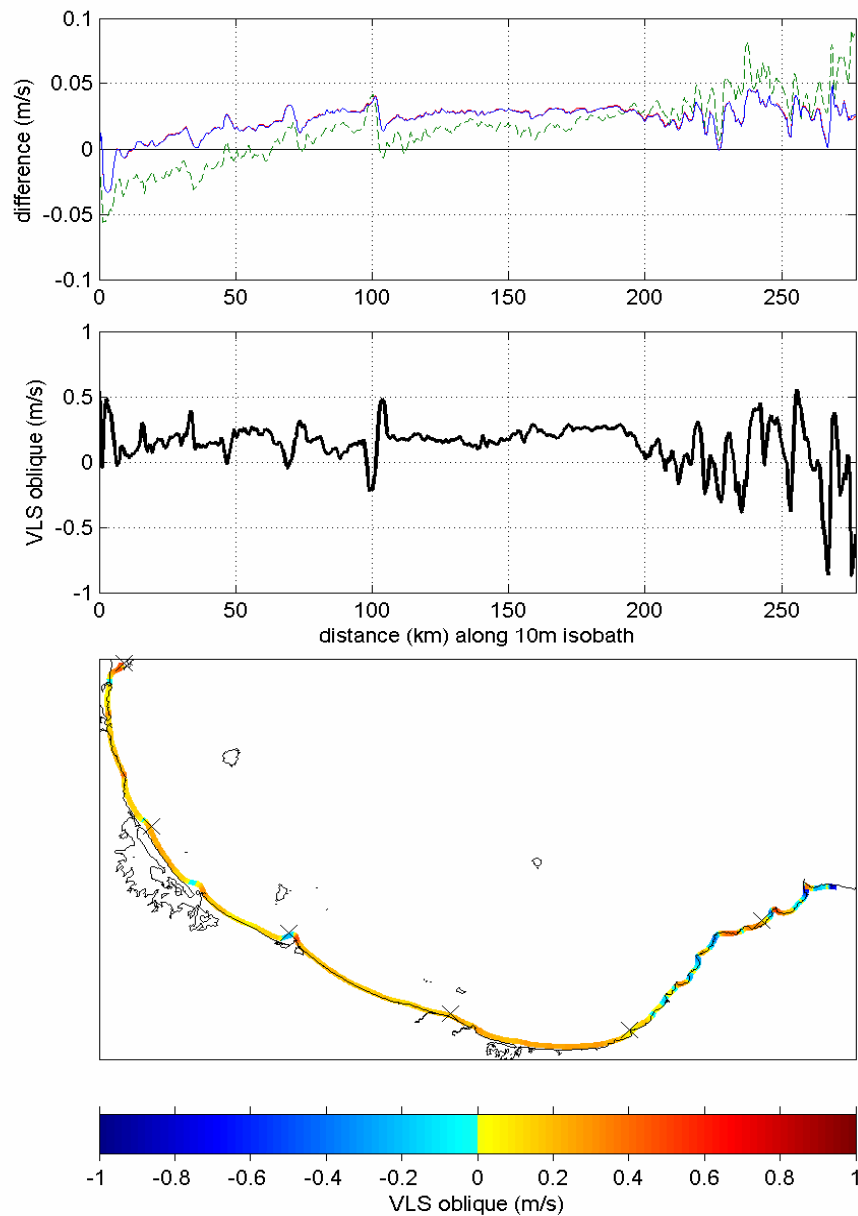 0.1
0.05
0
-0.05
-0.1
difference (m/s)
0 50 100 150 200 250
1
0.5
0
-0.5
-1
VLS oblique (m/s)
0 50 100 150 200 250
distance (km) along 10m isobath
-1 -0.8 -0.6 -0.4 -0.2 0 0.2 0.4 0.6 0.8 1
VLS oblique (m/s)